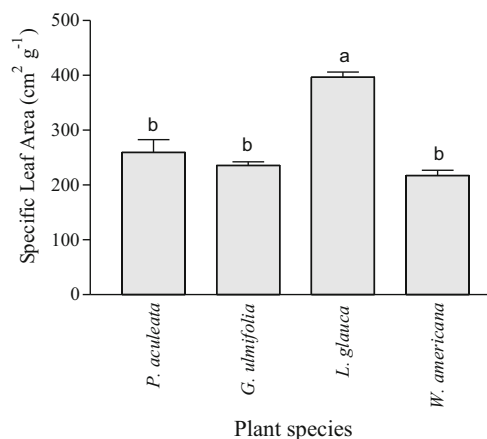 Specific Leaf Area (cm² g⁻¹)
500
400
300
200
100
0
b
b
a
b
P. aculeata
G. ulmifolia
L. glauca
W. americana
Plant species